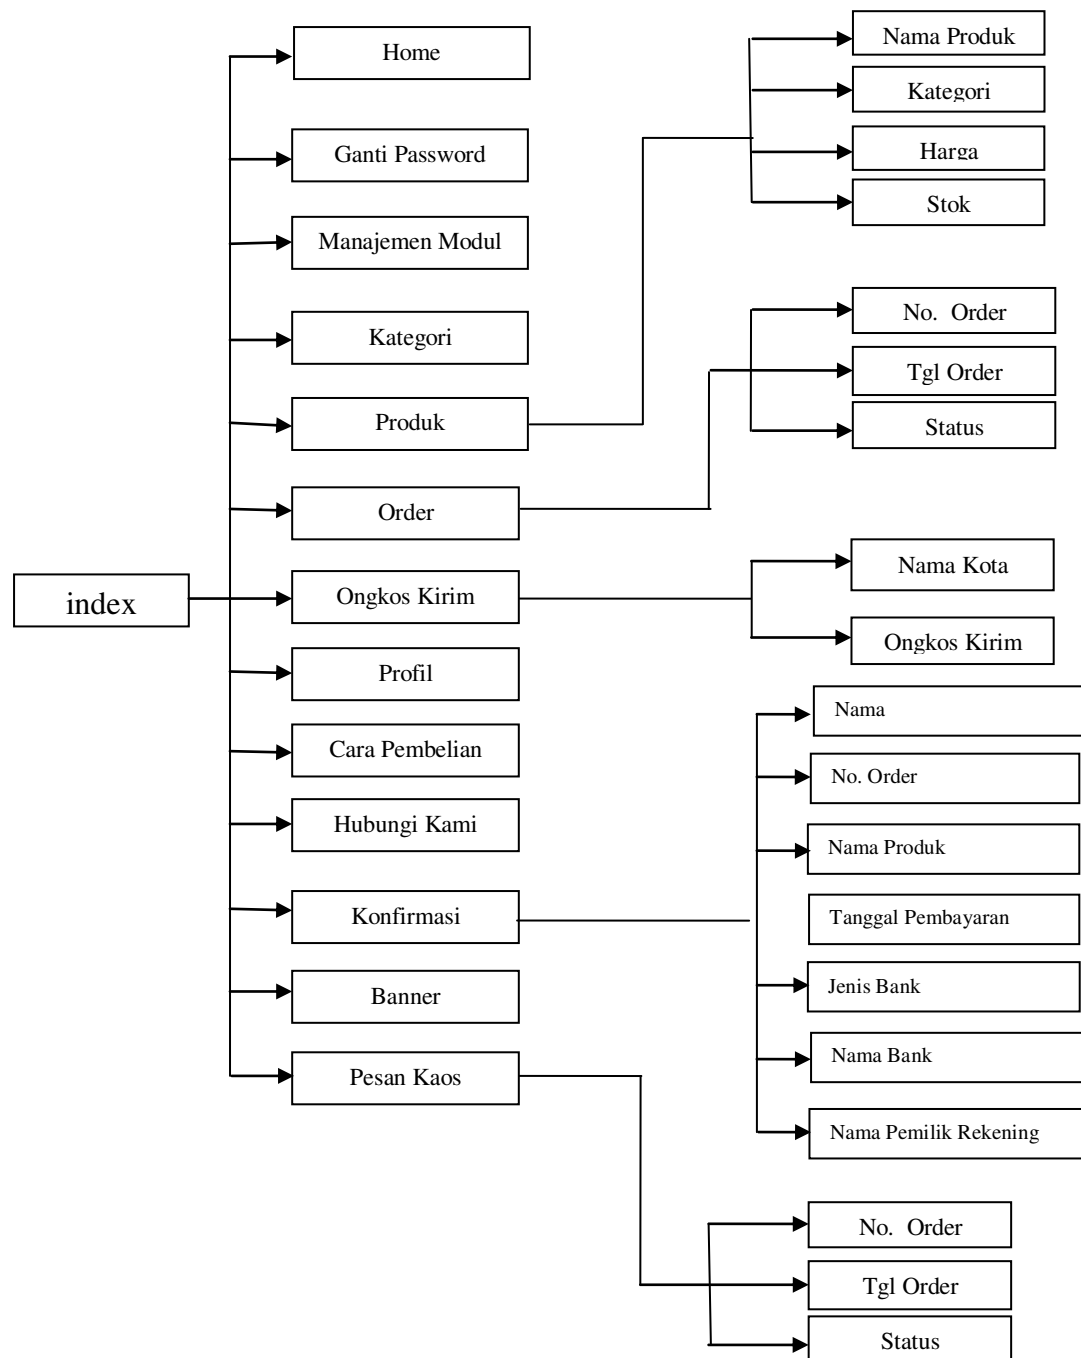 index
Home
Ganti Password
Manajemen Modul
Kategori
Produk
Order
Ongkos Kirim
Profil
Cara Pembelian
Hubungi Kami
Konfirmasi
Banner
Pesan Kaos
Nama Produk
Kategori
Harga
Stok
No. Order
Tgl Order
Status
Nama Kota
Ongkos Kirim
Nama
No. Order
Nama Produk
Tanggal Pembayaran
Jenis Bank
Nama Bank
Nama Pemilik Rekening
No. Order
Tgl Order
Status